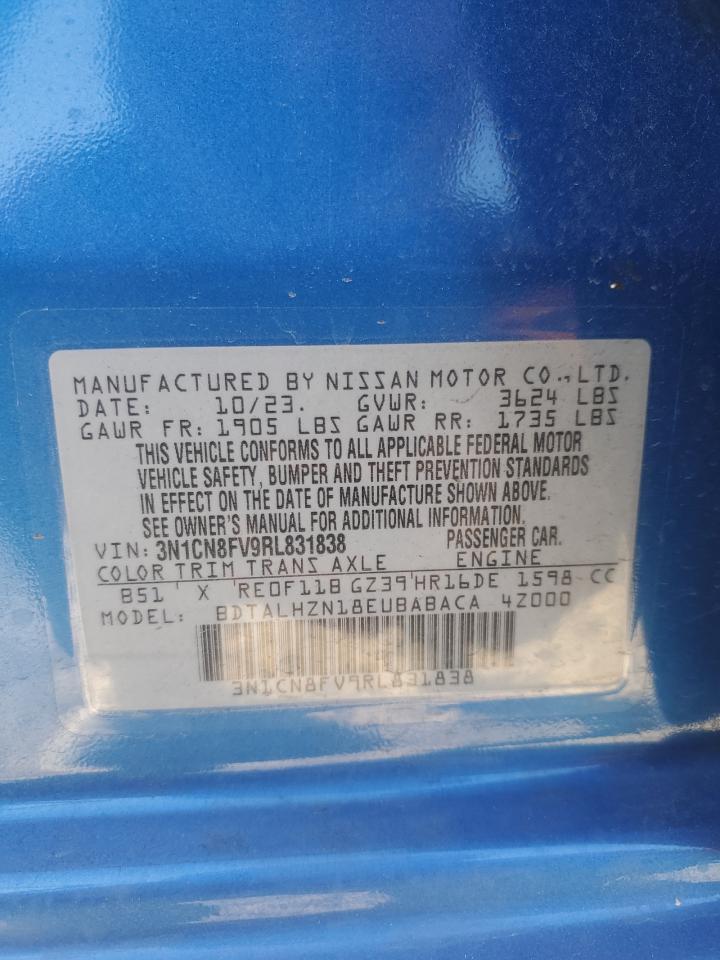 MANUFACTURED BY NISSAN MOTOR CO.,LTD.
DATE: 10/23. GVWR: 3624 LBS
GAWR FR: 1905 LBS GAWR RR: 1735 LBS
THIS VEHICLE CONFORMS TO ALL APPLICABLE FEDERAL MOTOR
VEHICLE SAFETY, BUMPER AND THEFT PREVENTION STANDARDS
IN EFFECT ON THE DATE OF MANUFACTURE SHOWN ABOVE.
SEE OWNER'S MANUAL FOR ADDITIONAL INFORMATION.
VIN: 3N1CN8FV9RL831838 PASSENGER CAR.
COLOR TRIM TRANS AXLE ENGINE
B51 X RE0F11B GZ39 HR16DE 1598 CC
MODEL: BDTALHZN18EUBABACA 4Z000
3N1CN8FV9RL831838